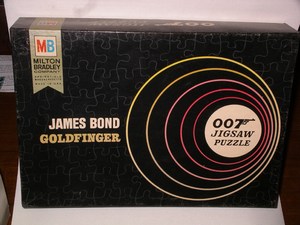 MB
MILTON
BRADLEY
COMPANY
JAMES BOND
GOLDFINGER
007
JIGSAW
PUZZLE